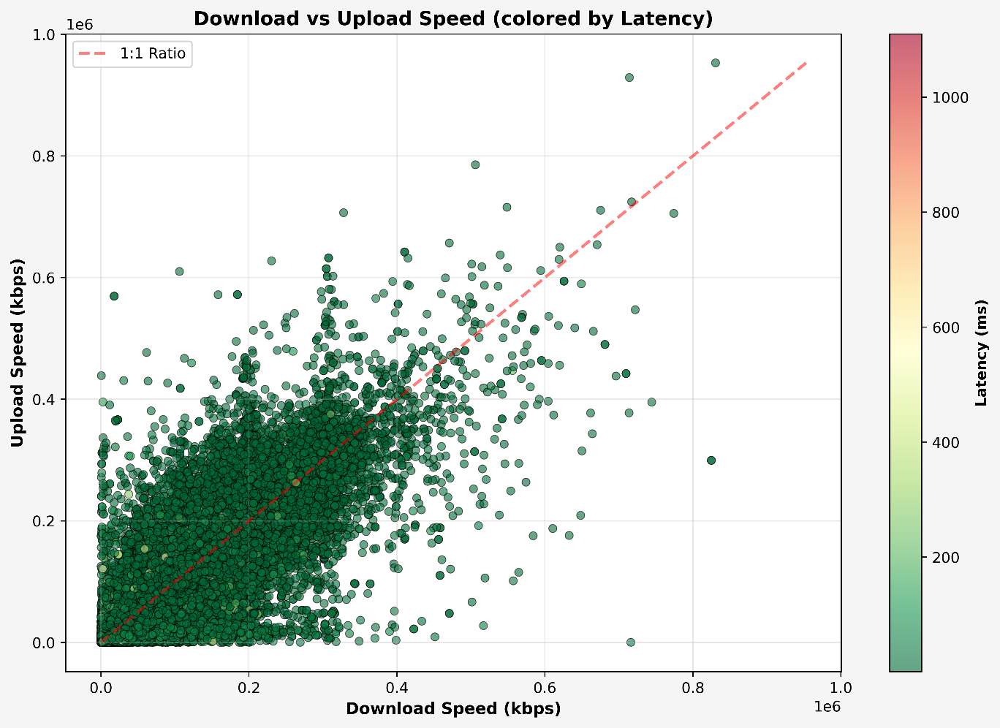 Download vs Upload Speed (colored by Latency)
1e6
1:1 Ratio
1.0
0.8
0.6
0.4
0.2
0.0
Upload Speed (kbps)
0.0 0.2 0.4 0.6 0.8 1.0
1e6
Download Speed (kbps)
1000
800
600
400
200
Latency (ms)